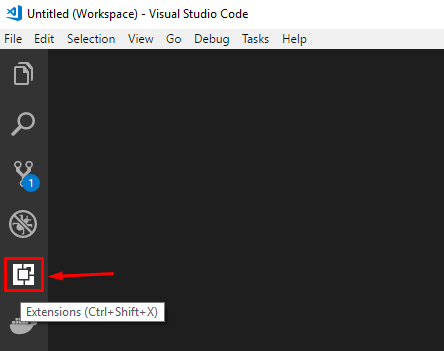 Untitled (Workspace) - Visual Studio Code
File Edit Selection View Go Debug Tasks Help
1
Extensions (Ctrl+Shift+X)